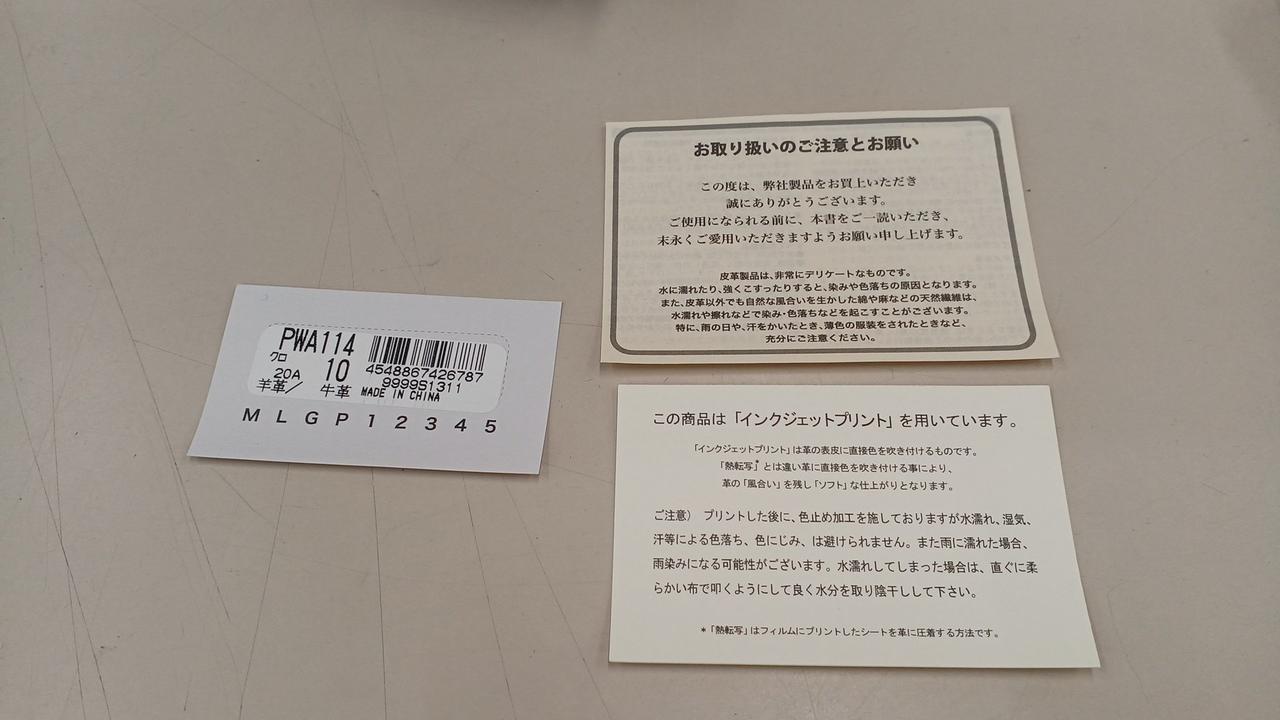 PWA114
クロ
20A
10
羊革/ 牛革
4548867426787
9999S1311
MADE IN CHINA
M L G P 1 2 3 4 5
お取り扱いのご注意とお願い
この度は、弊社製品をお買上いただき
誠にありがとうございます。
ご使用になられる前に、本書をご一読いただき、
末永くご愛用いただきますようお願い申し上げます。
皮革製品は、非常にデリケートなものです。
水に濡れたり、強くこすったりすると、染みや色落ちの原因となります。
また、皮革以外でも自然な風合いを生かした綿や麻などの天然繊維は、
水濡れや擦れなどで染み・色落ちなどを起こすことがございます。
特に、雨の日や、汗をかいたとき、薄色の服装をされたときなど、
充分にご注意ください。
この商品は「インクジェットプリント」を用いています。
「インクジェットプリント」は革の表皮に直接色を吹き付けるものです。
「熱転写」* とは違い革に直接色を吹き付ける事により、
革の「風合い」を残し「ソフト」な仕上がりとなります。
ご注意） プリントした後に、色止め加工を施しておりますが水濡れ、湿気、
汗等による色落ち、色にじみ、は避けられません。また雨に濡れた場合、
雨染みになる可能性がございます。水濡れしてしまった場合は、直ぐに柔
らかい布で叩くようにして良く水分を取り陰干しして下さい。
*「熱転写」はフィルムにプリントしたシートを革に圧着する方法です。